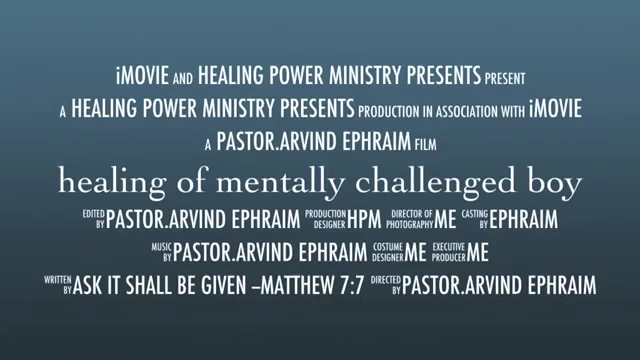 iMOVIE AND HEALING POWER MINISTRY PRESENTS PRESENT
A HEALING POWER MINISTRY PRESENTS PRODUCTION IN ASSOCIATION WITH iMOVIE
A PASTOR.ARVIND EPHRAIM FILM
healing of mentally challenged boy
EDITED BY PASTOR.ARVIND EPHRAIM PRODUCTION DESIGNER HPM DIRECTOR OF PHOTOGRAPHY ME CASTING BY EPHRAIM
MUSIC BY PASTOR.ARVIND EPHRAIM COSTUME DESIGNER ME EXECUTIVE PRODUCER ME
WRITTEN BY ASK IT SHALL BE GIVEN –MATTHEW 7:7 DIRECTED BY PASTOR.ARVIND EPHRAIM